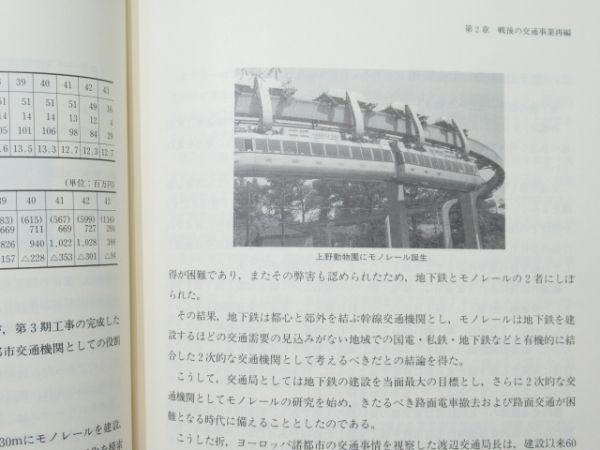 39 40 41 42 43
51 51 51 49 16
14 14 13 12 4
101 106 98 84 28
13.5 13.3 12.7 12.3 12.7
(単位:百万円)
39 40 41 42 43
(615) (567) (599) (116)
669 711 669 727 294
826 940 1,022 1,028 388
157 △228 △353 △301 △94
，第3期工事の完成した
都市交通機関としての役割
30mにモノレールを建設，
第2章 戦後の交通事業再編
上野動物園にモノレール誕生
得が困難であり，またその弊害も認められたため，地下鉄とモノレールの2者にしぼ
られた。
その結果，地下鉄は都心と郊外を結ぶ幹線交通機関とし，モノレールは地下鉄を建
設するほどの交通需要の見込みがない地域での国電・私鉄・地下鉄などと有機的に結
合した2次的な交通機関として考えるべきだとの結論を得た。
こうして，交通局としては地下鉄の建設を当面最大の目標とし，さらに2次的な交
通機関としてモノレールの研究を始め，きたるべき路面電車撤去および路面交通が困
難となる時代に備えることとしたのである。
こうした折，ヨーロッパ諸都市の交通事情を視察した渡辺交通局長は，建設以来60